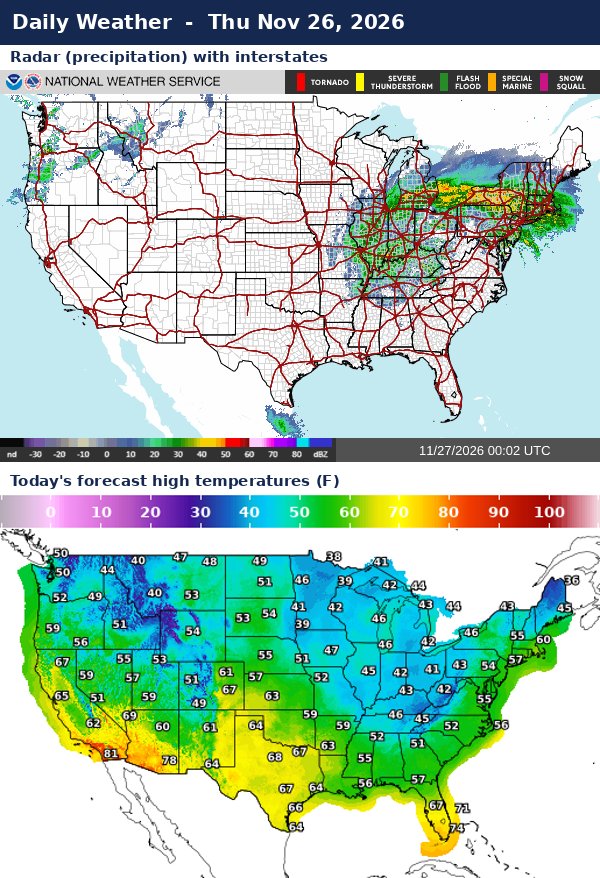 Daily Weather - Thu Nov 26, 2026
Radar (precipitation) with interstates
NATIONAL WEATHER SERVICE
TORNADO
SEVERE THUNDERSTORM
FLASH FLOOD
SPECIAL MARINE
SNOW SQUALL
nd -30 -20 -10 0 10 20 30 40 50 60 70 80 dBZ
11/27/2026 00:02 UTC
Today's forecast high temperatures (F)
0 10 20 30 40 50 60 70 80 90 100
50 40 47 48 49 38 41
50 44 51 46 39 42 44 36
52 49 40 53 41 42 43 44 43 45
59 51 54 53 54 39 46 46 55 60
56 42
67 55 53 55 51 47 43 54 57
59 57 51 61 57 52 45 42 41
65 51 59 49 67 63 43 42 55
62 69 60 61 64 59 59 46 45 52 56
81 78 64 68 67 63 52 51
55
67 64 56 57
66 67 71
64 74